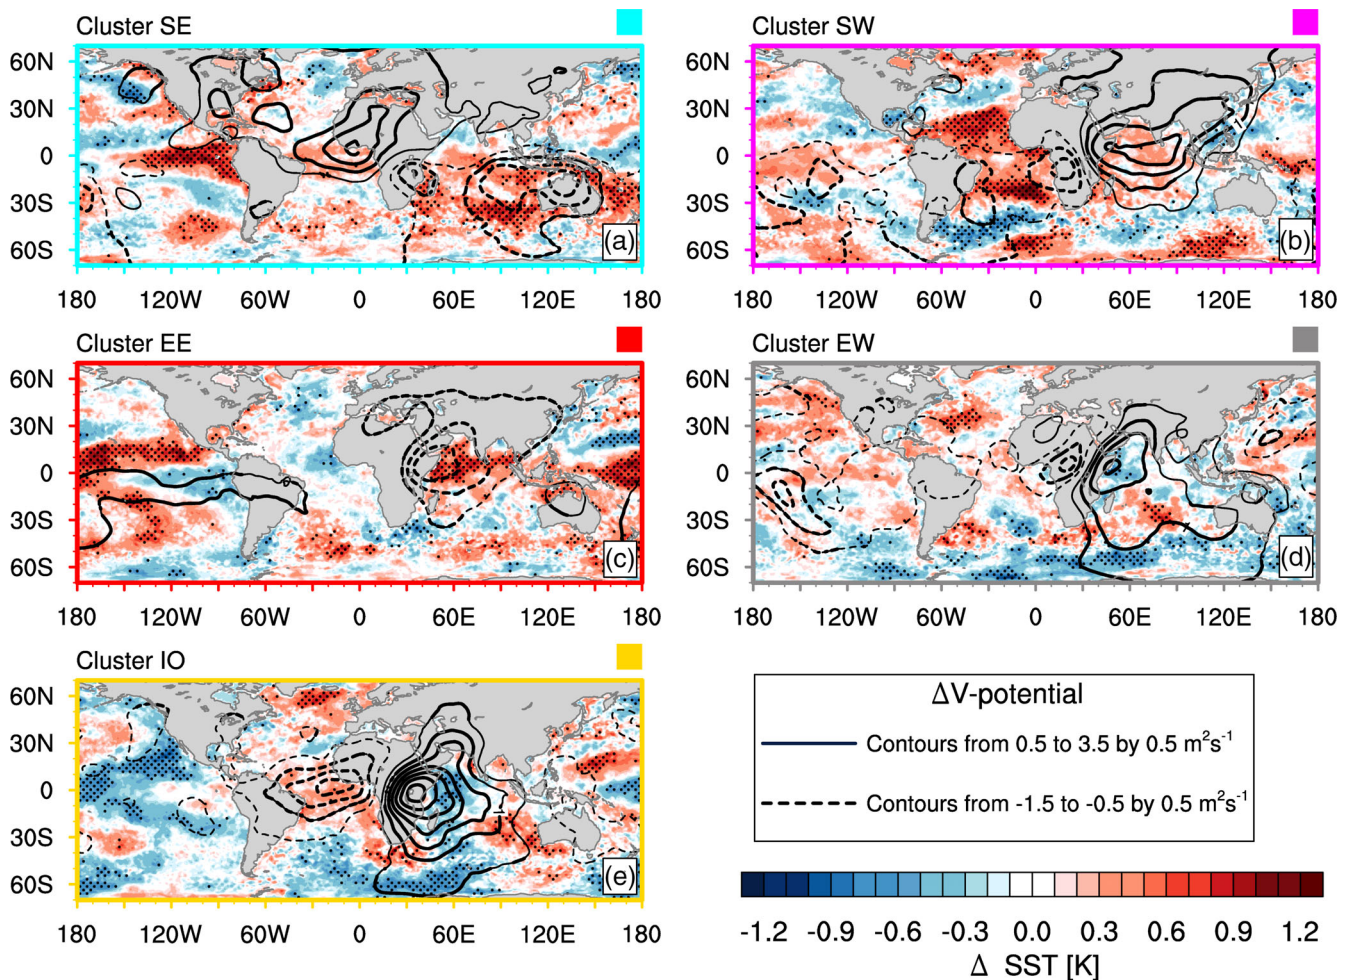 Cluster SE
60N
30N
0
30S
60S
(a)
180 120W 60W 0 60E 120E 180
Cluster SW
60N
30N
0
30S
60S
(b)
180 120W 60W 0 60E 120E 180
Cluster EE
60N
30N
0
30S
60S
(c)
180 120W 60W 0 60E 120E 180
Cluster EW
60N
30N
0
30S
60S
(d)
180 120W 60W 0 60E 120E 180
Cluster IO
60N
30N
0
30S
60S
(e)
180 120W 60W 0 60E 120E 180
ΔV-potential
Contours from 0.5 to 3.5 by 0.5 m²s⁻¹
Contours from -1.5 to -0.5 by 0.5 m²s⁻¹
-1.2 -0.9 -0.6 -0.3 0.0 0.3 0.6 0.9 1.2
Δ SST [K]